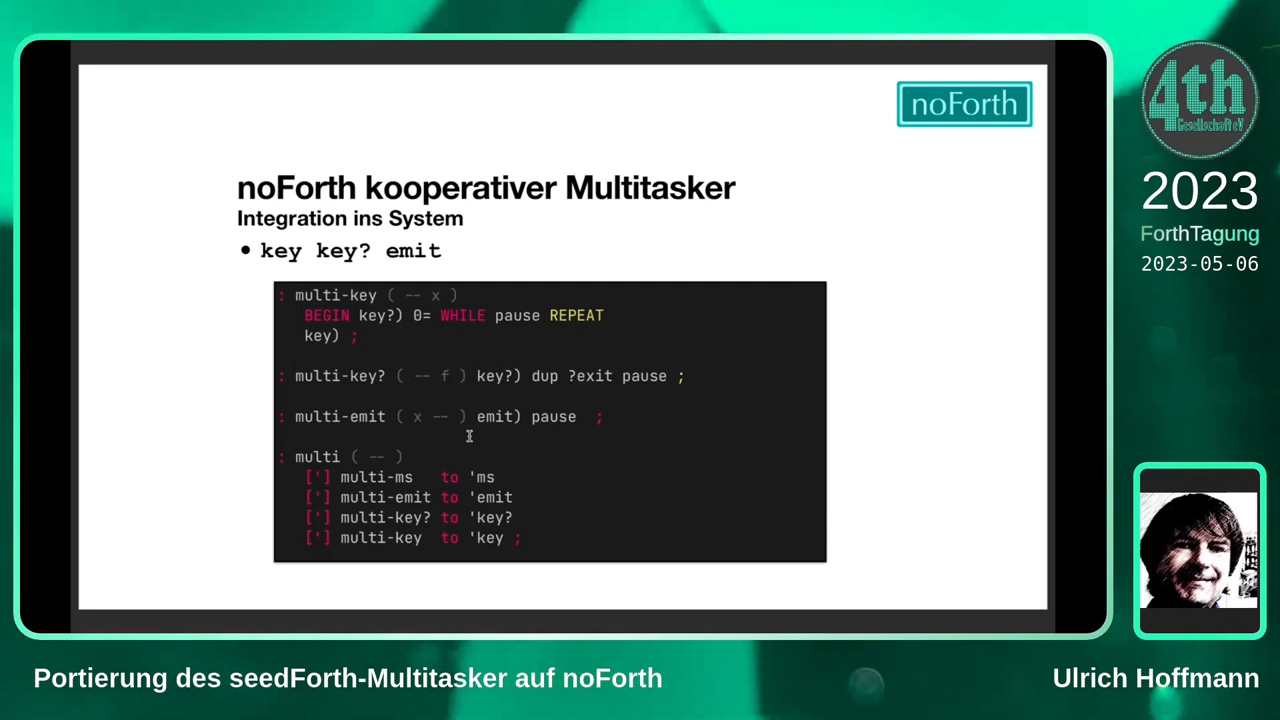 noForth
noForth kooperativer Multitasker
Integration ins System
• key key? emit
: multi-key ( -- x )
BEGIN key?) 0= WHILE pause REPEAT
key) ;
: multi-key? ( -- f ) key?) dup ?exit pause ;
: multi-emit ( x -- ) emit) pause ;
: multi ( -- )
['] multi-ms to 'ms
['] multi-emit to 'emit
['] multi-key? to 'key?
['] multi-key to 'key ;
4th
Gesellschaft eV
2023
ForthTagung
2023-05-06
Portierung des seedForth-Multitasker auf noForth
Ulrich Hoffmann